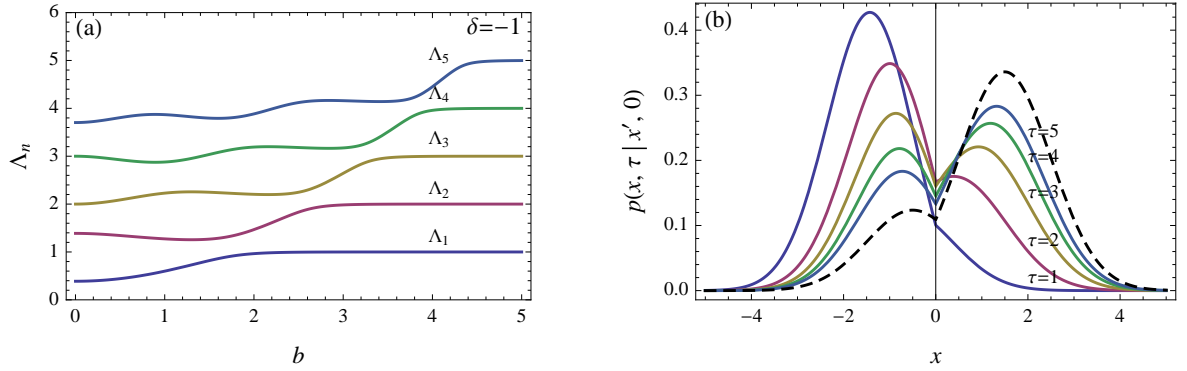 (a)
δ=−1
Λ5
Λ4
Λ3
Λ2
Λ1
Λn
6
5
4
3
2
1
0
0 1 2 3 4 5
b
(b)
p(x, τ | x′, 0)
0.4
0.3
0.2
0.1
0.0
τ=5
τ=4
τ=3
τ=2
τ=1
−4 −2 0 2 4
x